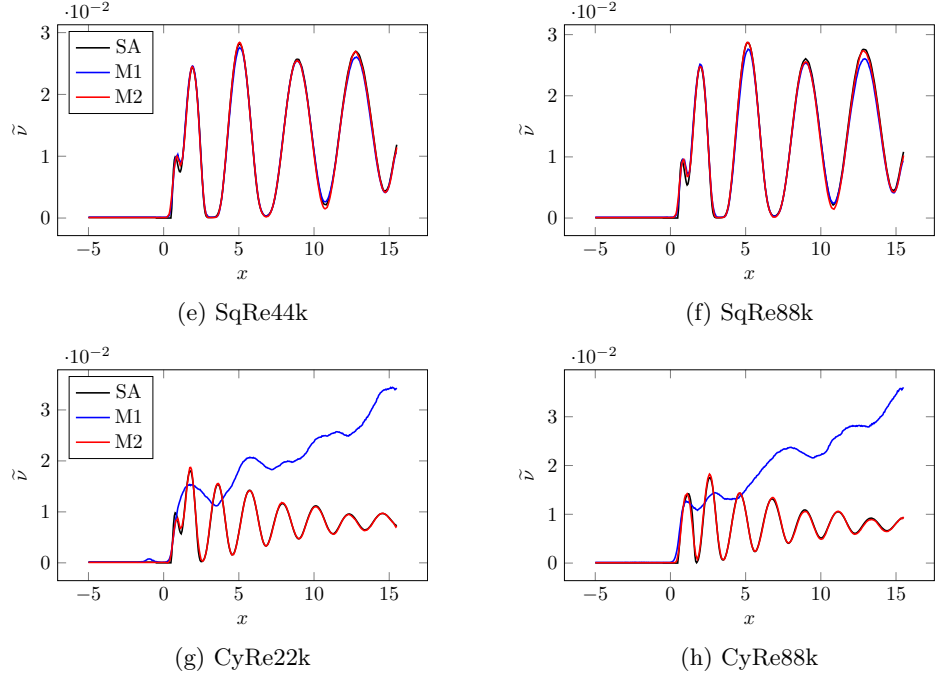 ·10⁻²
3
2
1
0
ν̃
SA
M1
M2
−5 0 5 10 15
x
(e) SqRe44k
·10⁻²
3
2
1
0
ν̃
−5 0 5 10 15
x
(f) SqRe88k
·10⁻²
3
2
1
0
ν̃
SA
M1
M2
−5 0 5 10 15
x
(g) CyRe22k
·10⁻²
3
2
1
0
ν̃
−5 0 5 10 15
x
(h) CyRe88k